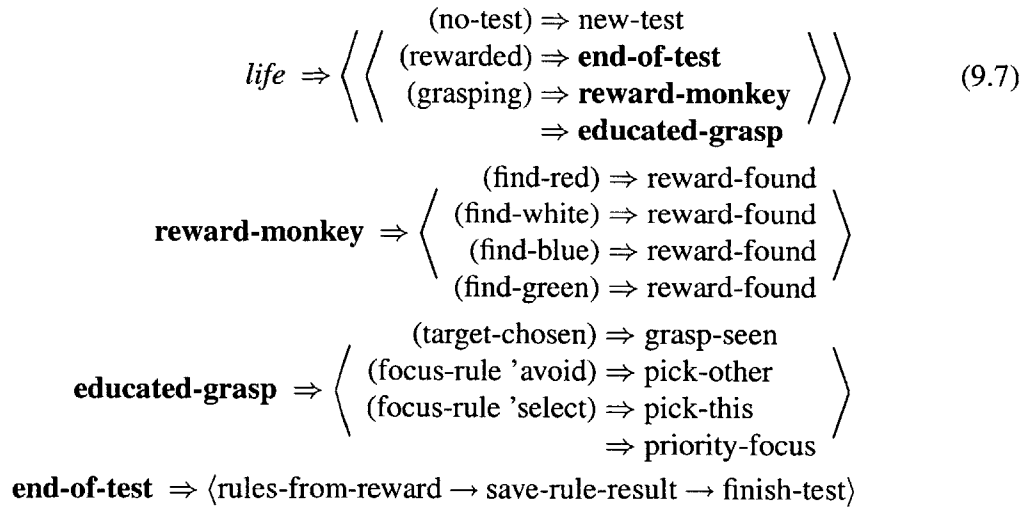 (no-test) ⇒ new-test
(rewarded) ⇒ end-of-test
life ⇒ ⟨⟨ (grasping) ⇒ reward-monkey ⟩⟩ (9.7)
⇒ educated-grasp
(find-red) ⇒ reward-found
(find-white) ⇒ reward-found
reward-monkey ⇒ ⟨ (find-blue) ⇒ reward-found ⟩
(find-green) ⇒ reward-found
(target-chosen) ⇒ grasp-seen
(focus-rule 'avoid) ⇒ pick-other
educated-grasp ⇒ ⟨ (focus-rule 'select) ⇒ pick-this ⟩
⇒ priority-focus
end-of-test ⇒ ⟨rules-from-reward → save-rule-result → finish-test⟩